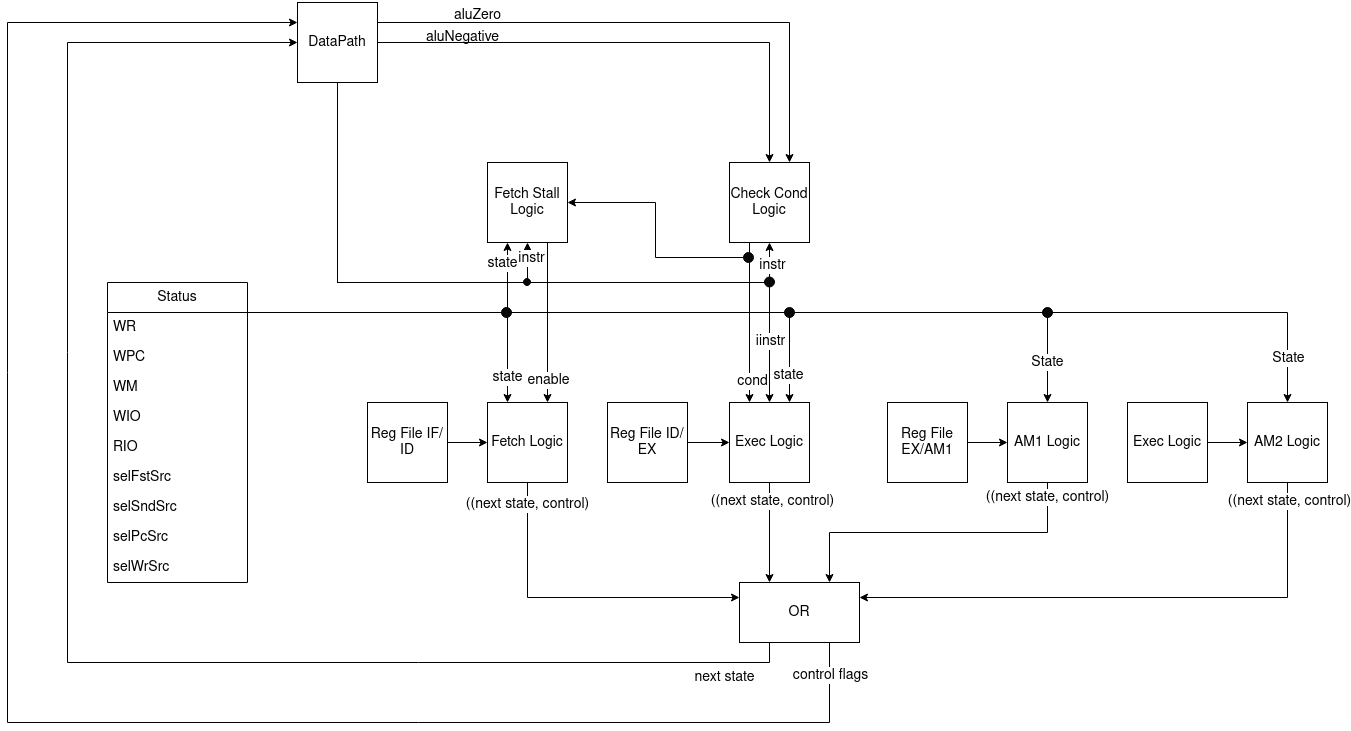 aluZero
DataPath
aluNegative
Fetch Stall
Logic
Check Cond
Logic
state
instr
instr
Status
WR
WPC
WM
WIO
RIO
selFstSrc
selSndSrc
selPcSrc
selWrSrc
iinstr
State
State
state
enable
cond
state
Reg File IF/
ID
Fetch Logic
Reg File ID/
EX
Exec Logic
Reg File
EX/AM1
AM1 Logic
Exec Logic
AM2 Logic
((next state, control)
((next state, control)
((next state, control)
((next state, control)
OR
next state
control flags